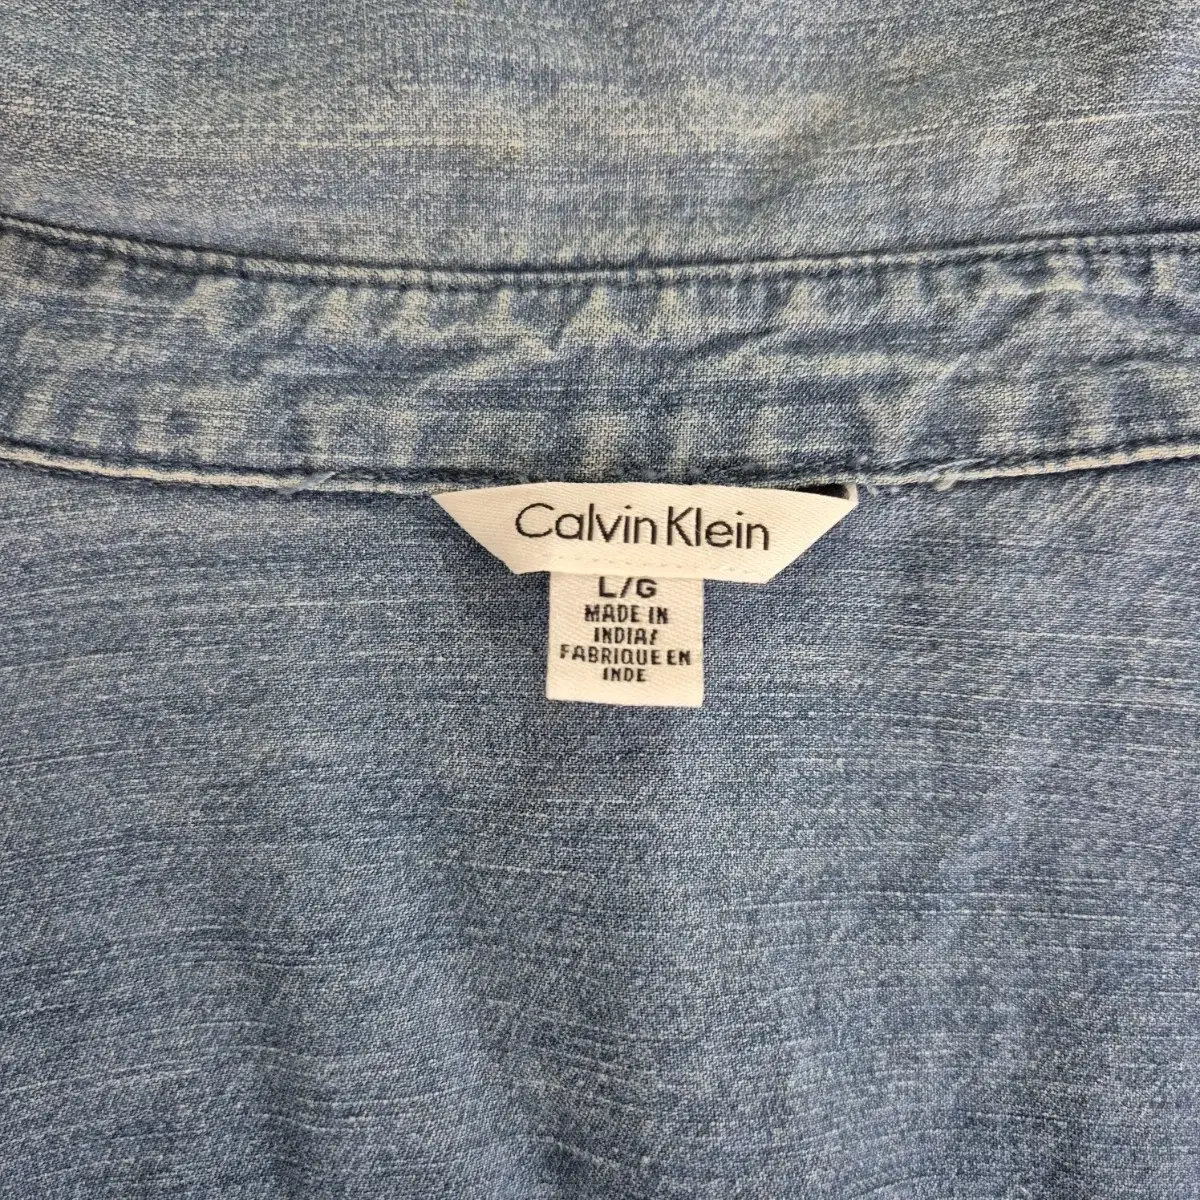 Calvin Klein
L/G
MADE IN
INDIA/
FABRIQUE EN
INDE